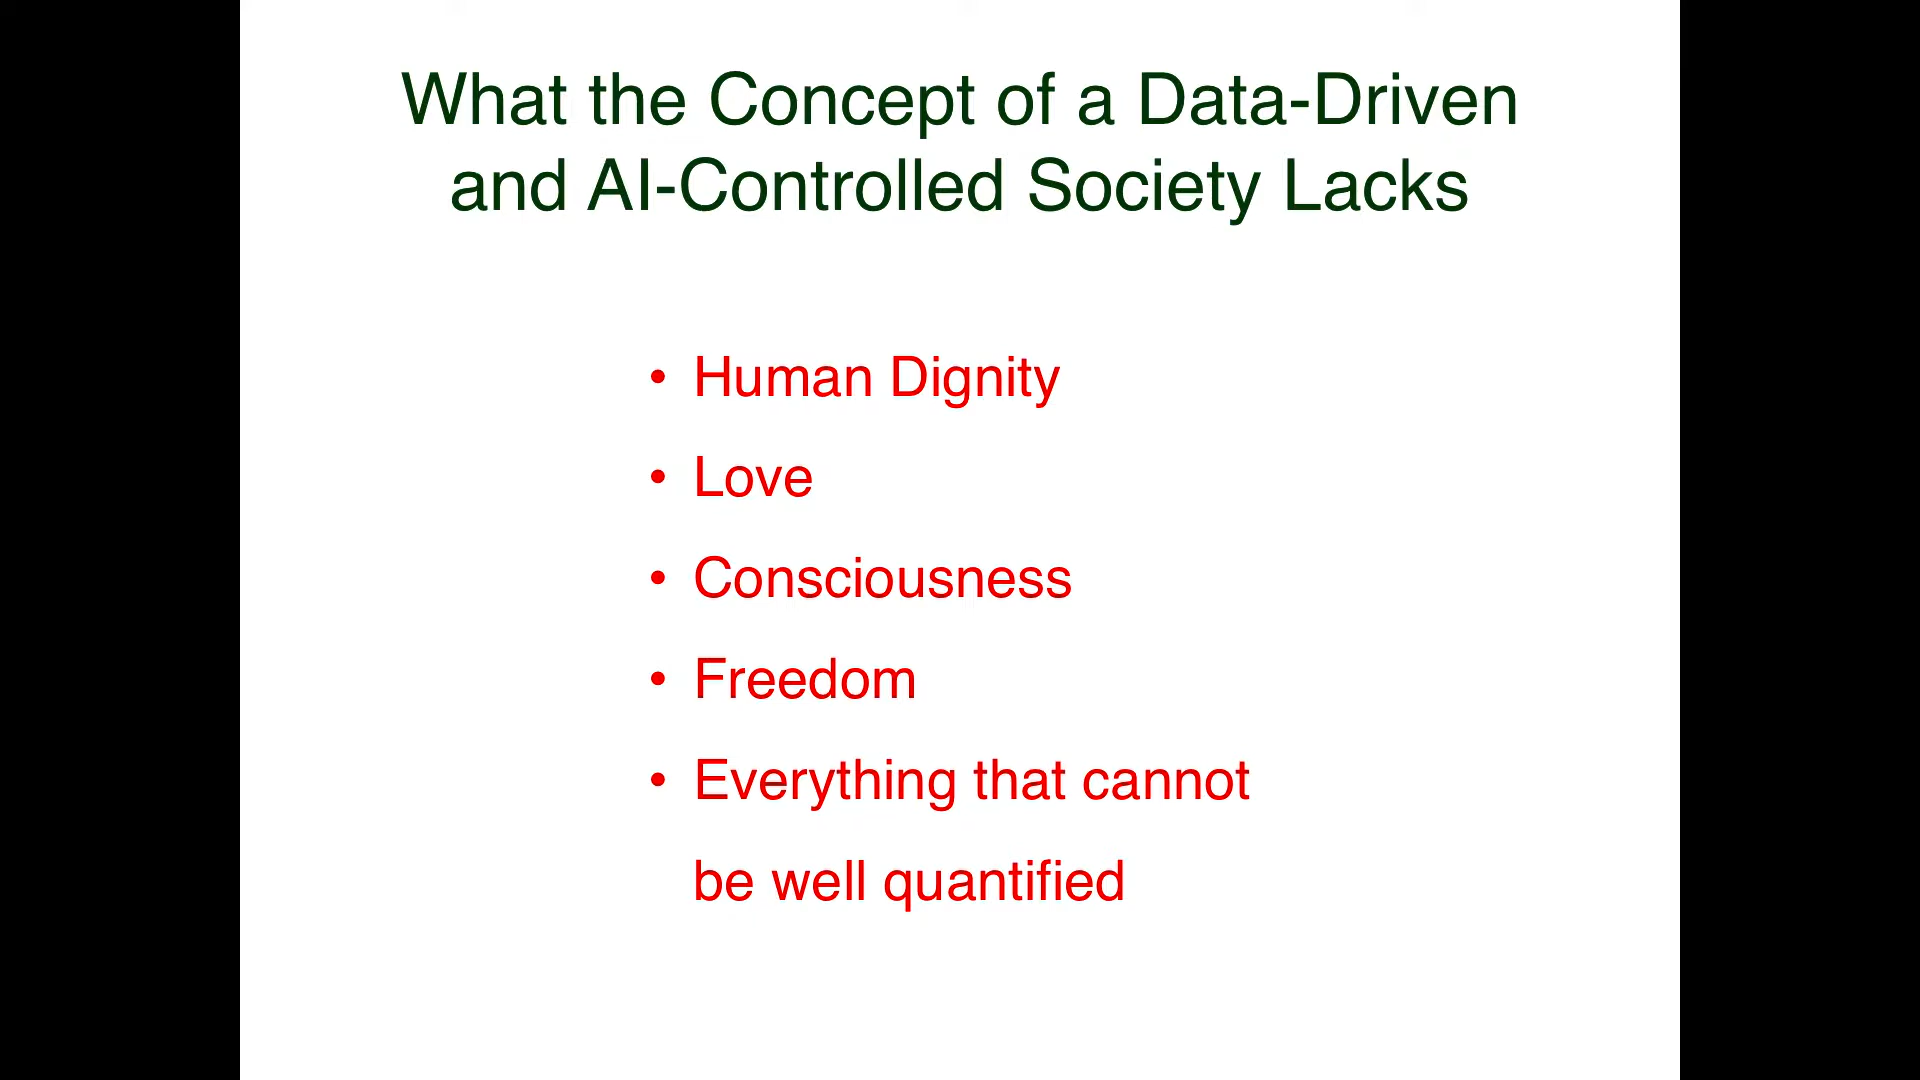 What the Concept of a Data-Driven
and AI-Controlled Society Lacks
• Human Dignity
• Love
• Consciousness
• Freedom
• Everything that cannot
be well quantified